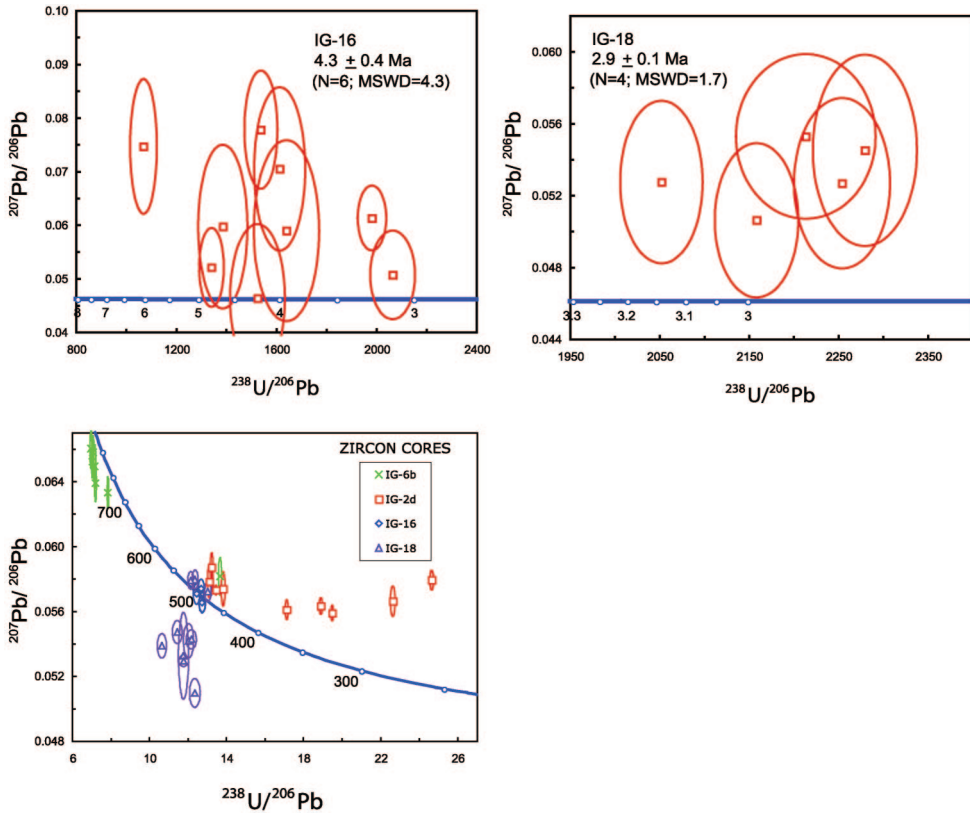 IG-16
4.3 ± 0.4 Ma
(N=6; MSWD=4.3)
0.10
0.09
0.08
0.07
0.06
0.05
0.04
207Pb/ 206Pb
8 7 6 5 4 3
800 1200 1600 2000 2400
238U/206Pb
IG-18
2.9 ± 0.1 Ma
(N=4; MSWD=1.7)
0.060
0.056
0.052
0.048
0.044
207Pb/ 206Pb
3.3 3.2 3.1 3
1950 2050 2150 2250 2350
238U/206Pb
ZIRCON CORES
IG-6b
IG-2d
IG-16
IG-18
0.064
0.060
0.056
0.052
0.048
207Pb/ 206Pb
700
600
500
400
300
6 10 14 18 22 26
238U/206Pb